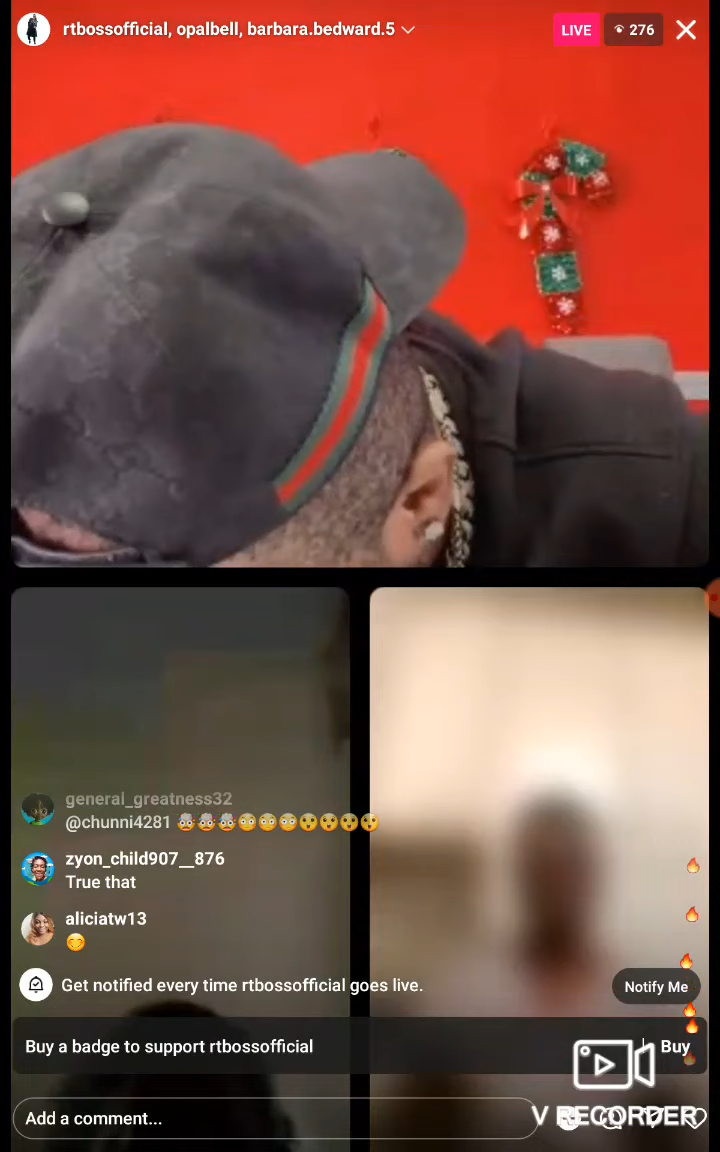 rtbossofficial, opalbell, barbara.bedward.5
LIVE
276
general_greatness32
@chunni4281 
zyon_child907__876
True that
aliciatw13
Get notified every time rtbossofficial goes live.
Notify Me
Buy a badge to support rtbossofficial
Buy
Add a comment...
V RECORDER